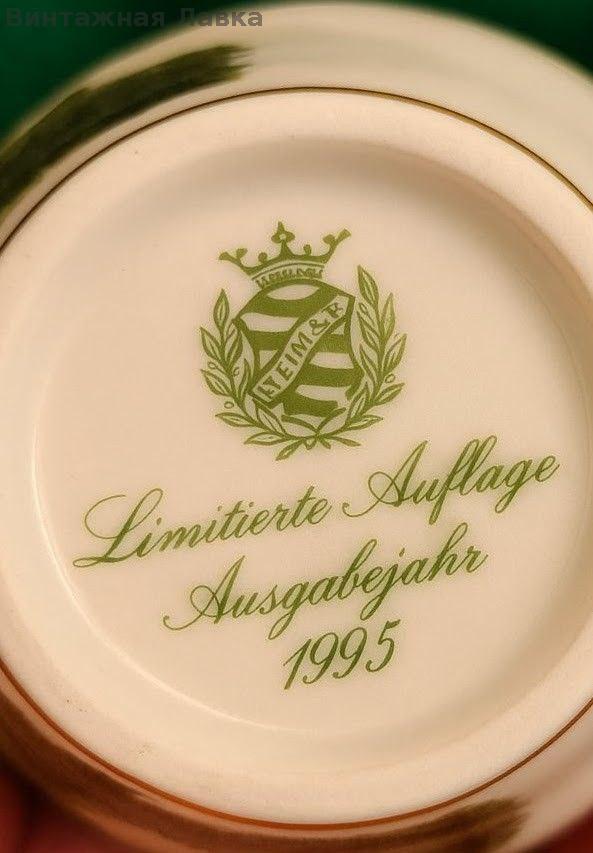 Винтажная Лавка
Limitierte Auflage
Ausgabejahr
1995